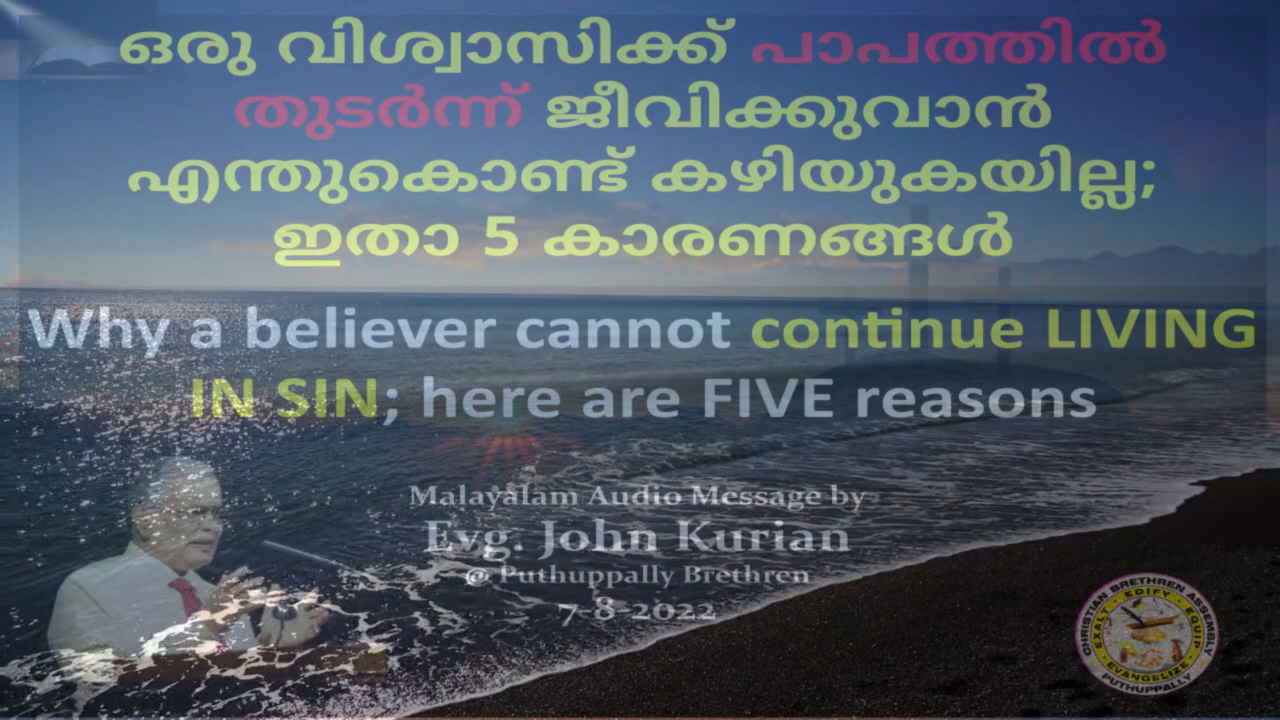 ഒരു വിശ്വാസിക്ക് പാപത്തിൽ
തുടർന്ന് ജീവിക്കുവാൻ
എന്തുകൊണ്ട് കഴിയുകയില്ല;
ഇതാ 5 കാരണങ്ങൾ
Why a believer cannot continue LIVING
IN SIN; here are FIVE reasons
Malayalam Audio Message by
Evg. John Kurian
@ Puthuppally Brethren
7-8-2022
CHRISTIAN BRETHREN ASSEMBLY
EXALT · EDIFY · EQUIP · EVANGELIZE
PUTHUPPALLY